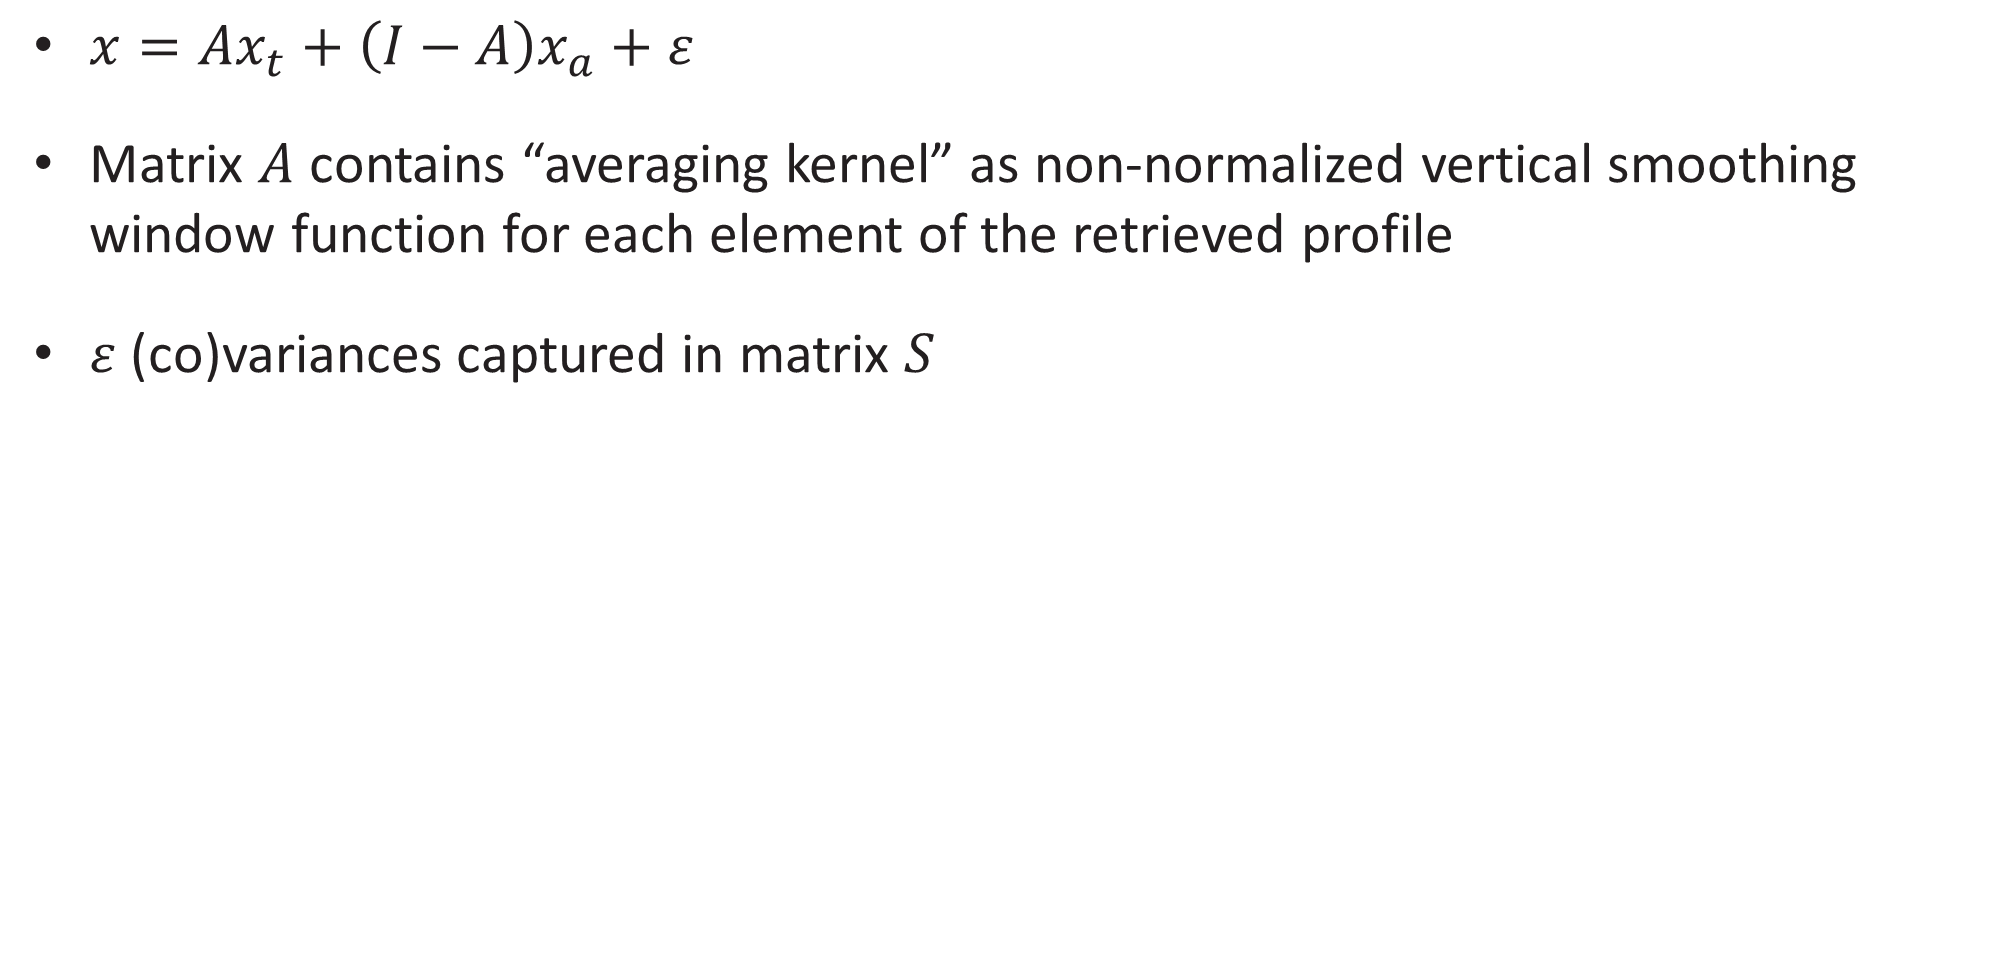 • x = Ax_t + (I − A)x_a + ε
• Matrix A contains “averaging kernel” as non-normalized vertical smoothing
window function for each element of the retrieved profile
• ε (co)variances captured in matrix S